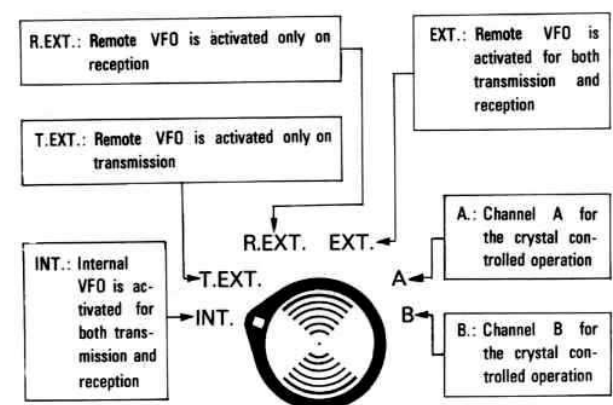 R.EXT.: Remote VFO is activated only on
reception
EXT.: Remote VFO is
activated for both
transmission and
reception
T.EXT.: Remote VFO is activated only on
transmission
R.EXT. EXT.
A.: Channel A for
the crystal con-
trolled operation
INT.: Internal
VFO is ac-
tivated for
both trans-
mission and
reception
T.EXT.
A
INT.
B
B.: Channel B for
the crystal con-
trolled operation